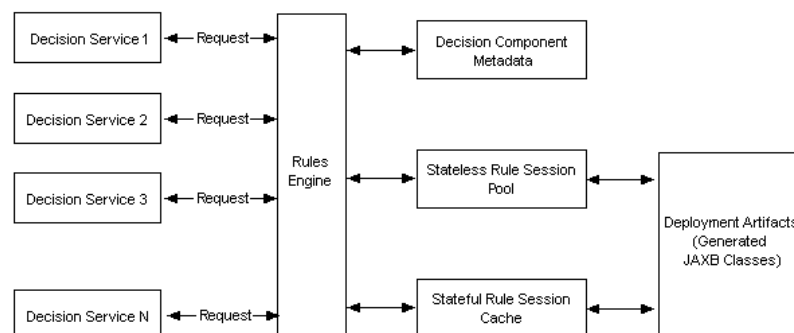 Decision Service 1
Request
Decision Component
Metadata
Decision Service 2
Request
Decision Service 3
Request
Rules
Engine
Stateless Rule Session
Pool
Deployment Artifacts
(Generated
JAXB Classes)
Decision Service N
Request
Stateful Rule Session
Cache